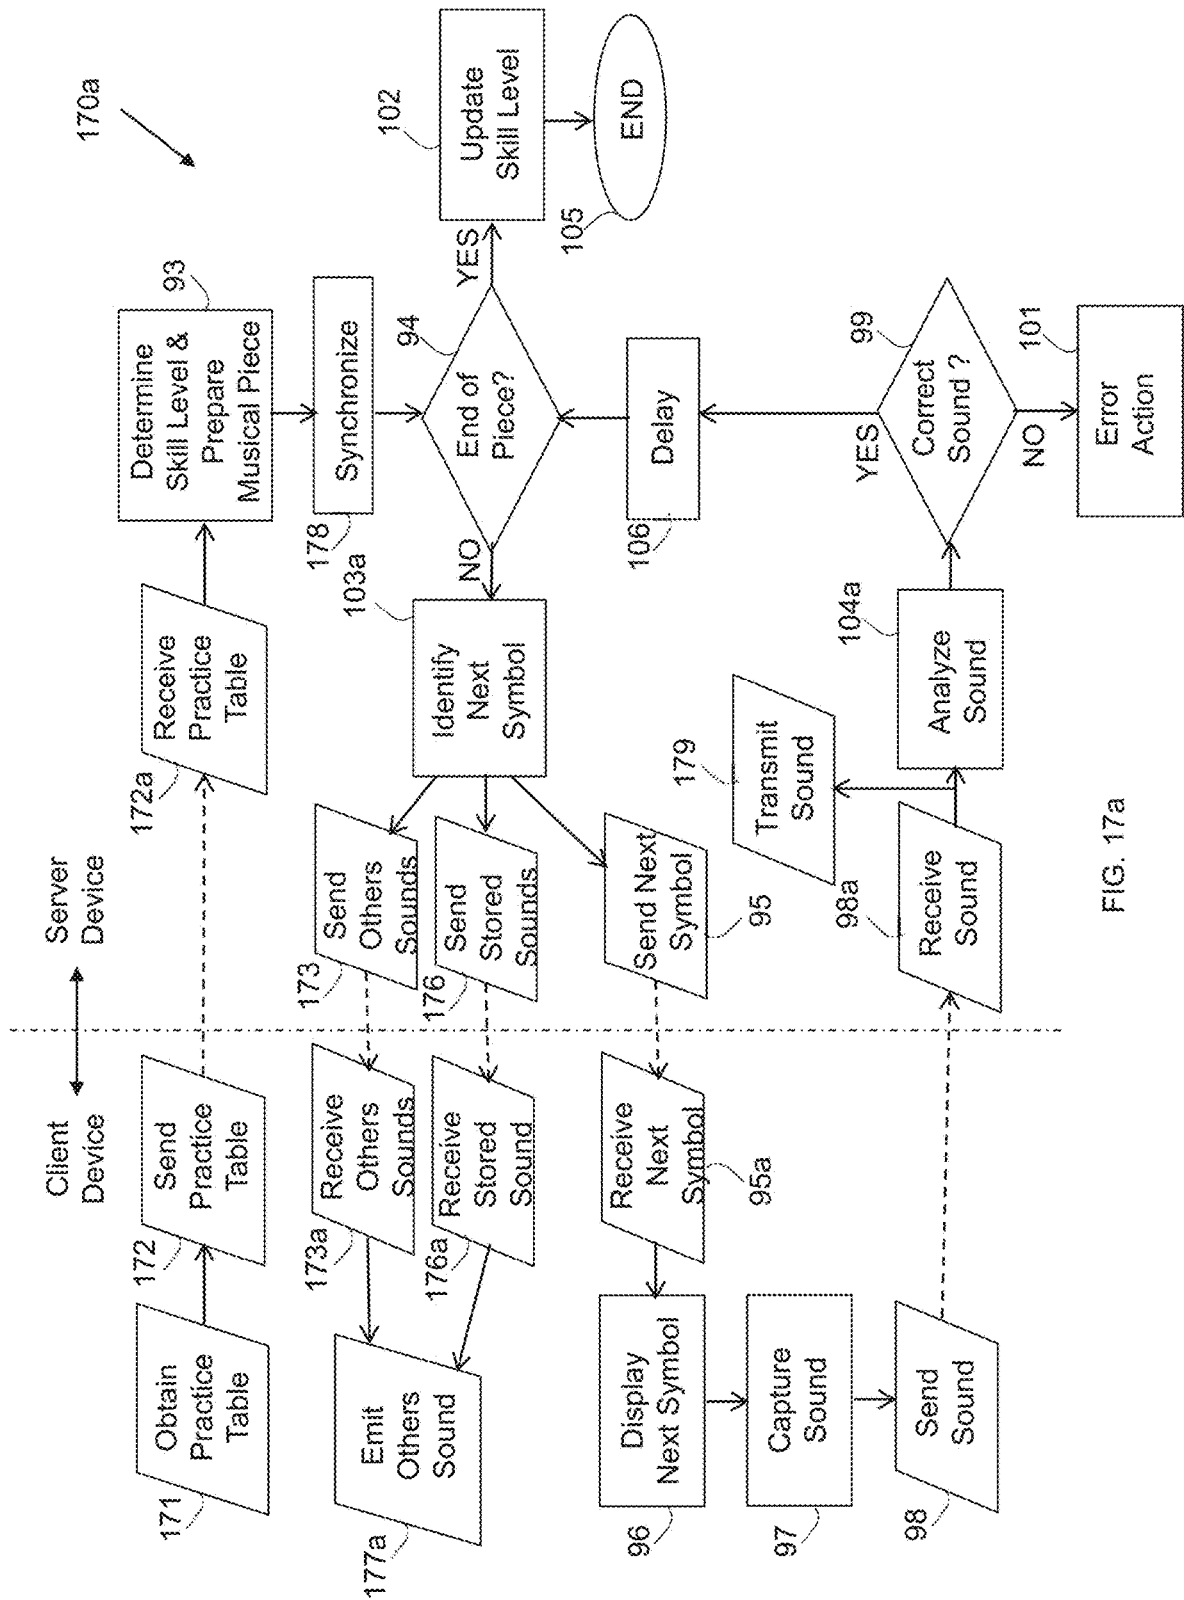 170a
Client
Device
Server
Device
171
Obtain
Practice
Table
172
Send
Practice
Table
172a
Receive
Practice
Table
93
Determine
Skill Level &
Prepare
Musical Piece
178
Synchronize
94
End of
Piece?
YES
NO
102
Update
Skill Level
105
END
103a
Identify
Next
Symbol
173
Send
Others
Sounds
173a
Receive
Others
Sounds
176
Send
Stored
Sounds
176a
Receive
Stored
Sound
177a
Emit
Others
Sound
95
Send Next
Symbol
95a
Receive
Next
Symbol
96
Display
Next Symbol
97
Capture
Sound
98
Send
Sound
98a
Receive
Sound
179
Transmit
Sound
104a
Analyze
Sound
99
Correct
Sound ?
YES
NO
106
Delay
101
Error
Action
FIG. 17a